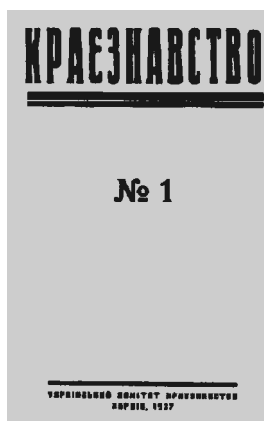 КРАЄЗНАВСТВО
№ 1
УКРАЇНСЬКИЙ КОМІТЕТ КРАЄЗНАВСТВА
ХАРКІВ, 1927